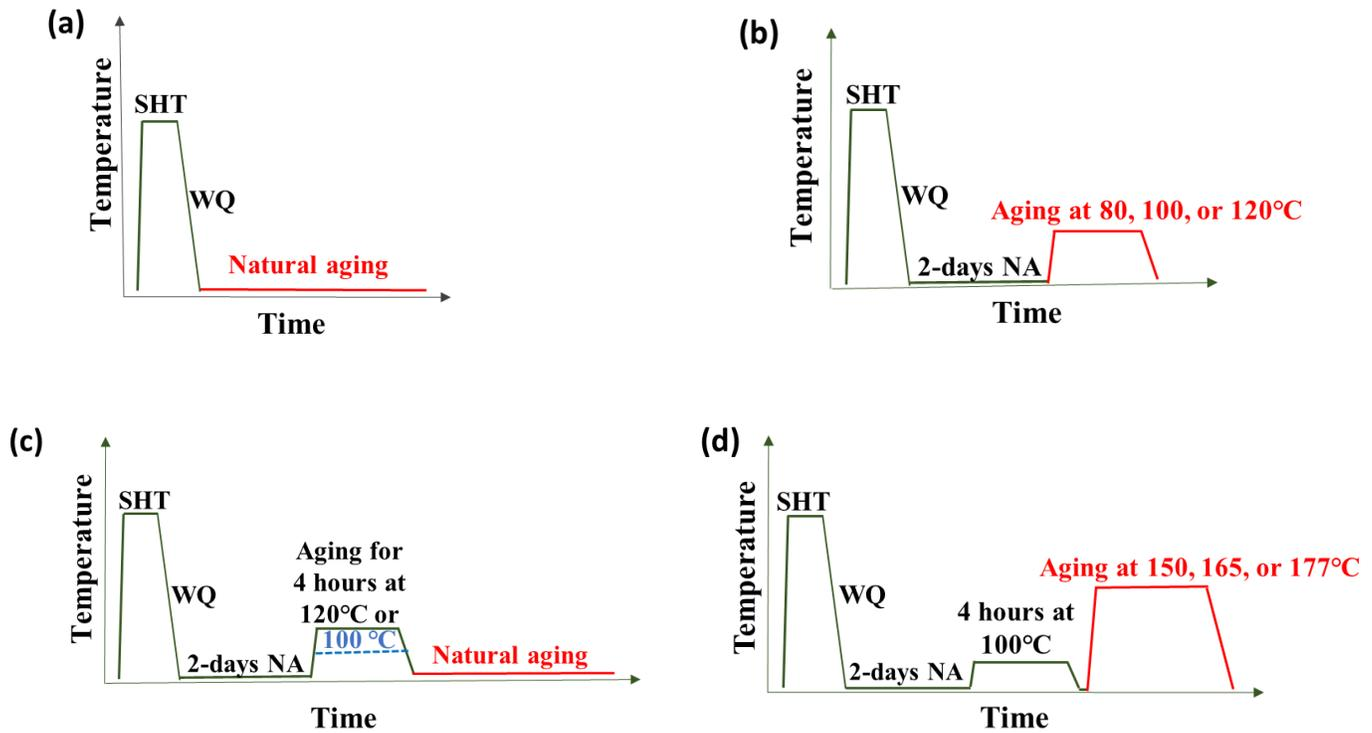 (a)
Temperature
SHT
WQ
Natural aging
Time
(b)
Temperature
SHT
WQ
2-days NA
Aging at 80, 100, or 120°C
Time
(c)
Temperature
SHT
WQ
2-days NA
Aging for
4 hours at
120°C or
100 °C
Natural aging
Time
(d)
Temperature
SHT
WQ
2-days NA
4 hours at
100°C
Aging at 150, 165, or 177°C
Time